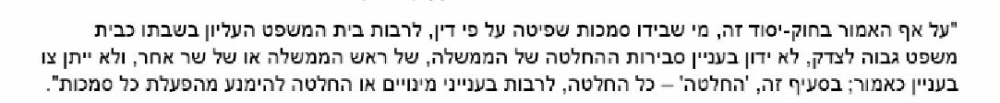 "על אף האמור בחוק-יסוד זה, מי שבידו סמכות שפיטה על פי דין, לרבות בית המשפט העליון בשבתו כבית
משפט גבוה לצדק, לא ידון בעניין סבירות ההחלטה של הממשלה, של ראש הממשלה או של שר אחר, ולא ייתן צו
בעניין כאמור; בסעיף זה, 'החלטה' – כל החלטה, לרבות בענייני מינויים או החלטה להימנע מהפעלת כל סמכות".